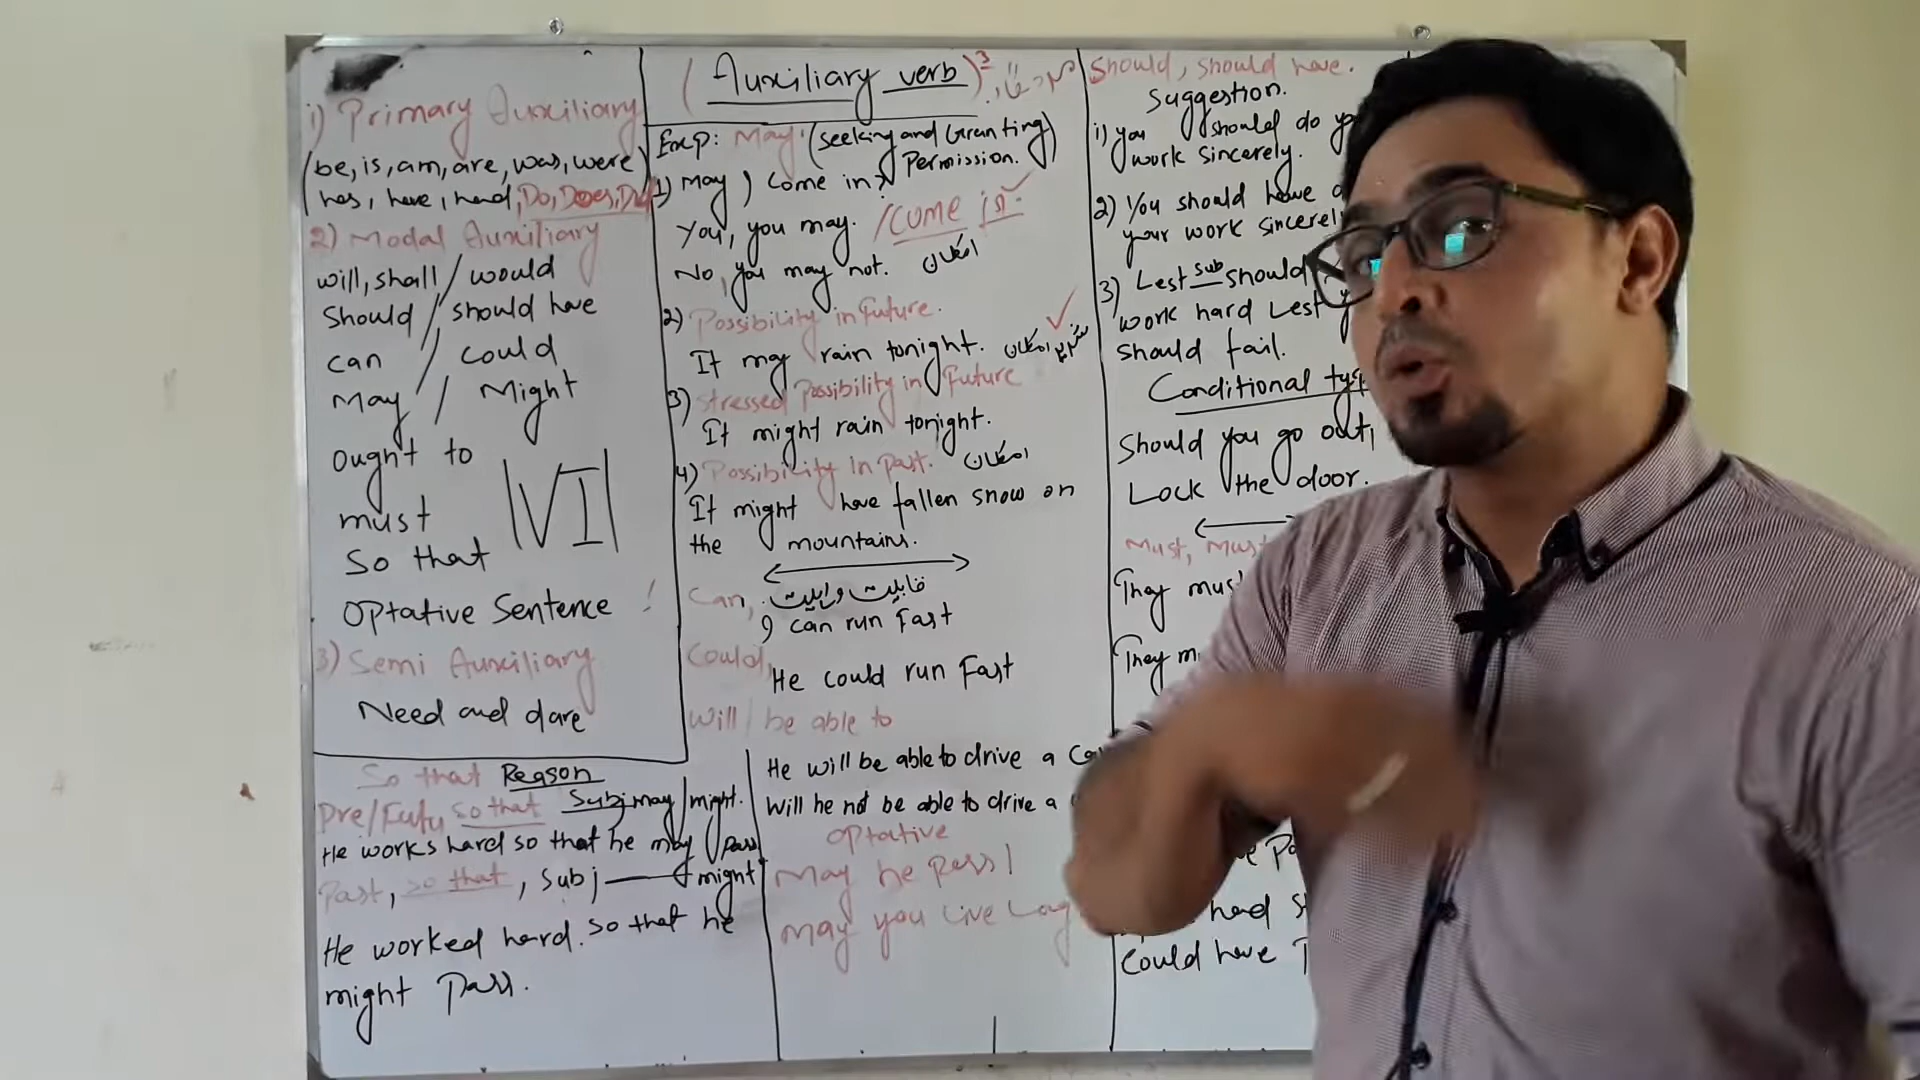 1) Primary Auxiliary
(be, is, am, are, was, were)
has, have, had, Do, Does, Did
2) Modal Auxiliary
will, shall / would
should / should have
can / could
May / Might
ought to
must
So that
Optative Sentence !
3) Semi Auxiliary
Need and dare
So that Reason
Pre/Futu so that Subj may/might.
He works hard so that he may pass
Past, so that, subj — might
He worked hard. so that he
might pass.
(Auxiliary verb)
Exp: May, (seeking and Granting)
Permission.
1) May I come in?
You, you may. /come in
No, you may not. امکان
2) Possibility in Future.
It may rain tonight.
3) Stressed Possibility in Future
It might rain tonight.
4) Possibility in Past. امکان
It might have fallen snow on
the mountains.
Can, قابلیت
I can run Fast
Could,
He could run Fast
Will / be able to
He will be able to drive a
Will he not be able to drive a
Optative
May he pass!
May you Live Long
Should, should have.
Suggestion.
i) you should do
work sincerely.
2) You should have
your work
3) Lest sub should
work hard Lest
should fail.
Conditional
Should you go out,
Lock the door.
Must,
They must
They
had
Could have